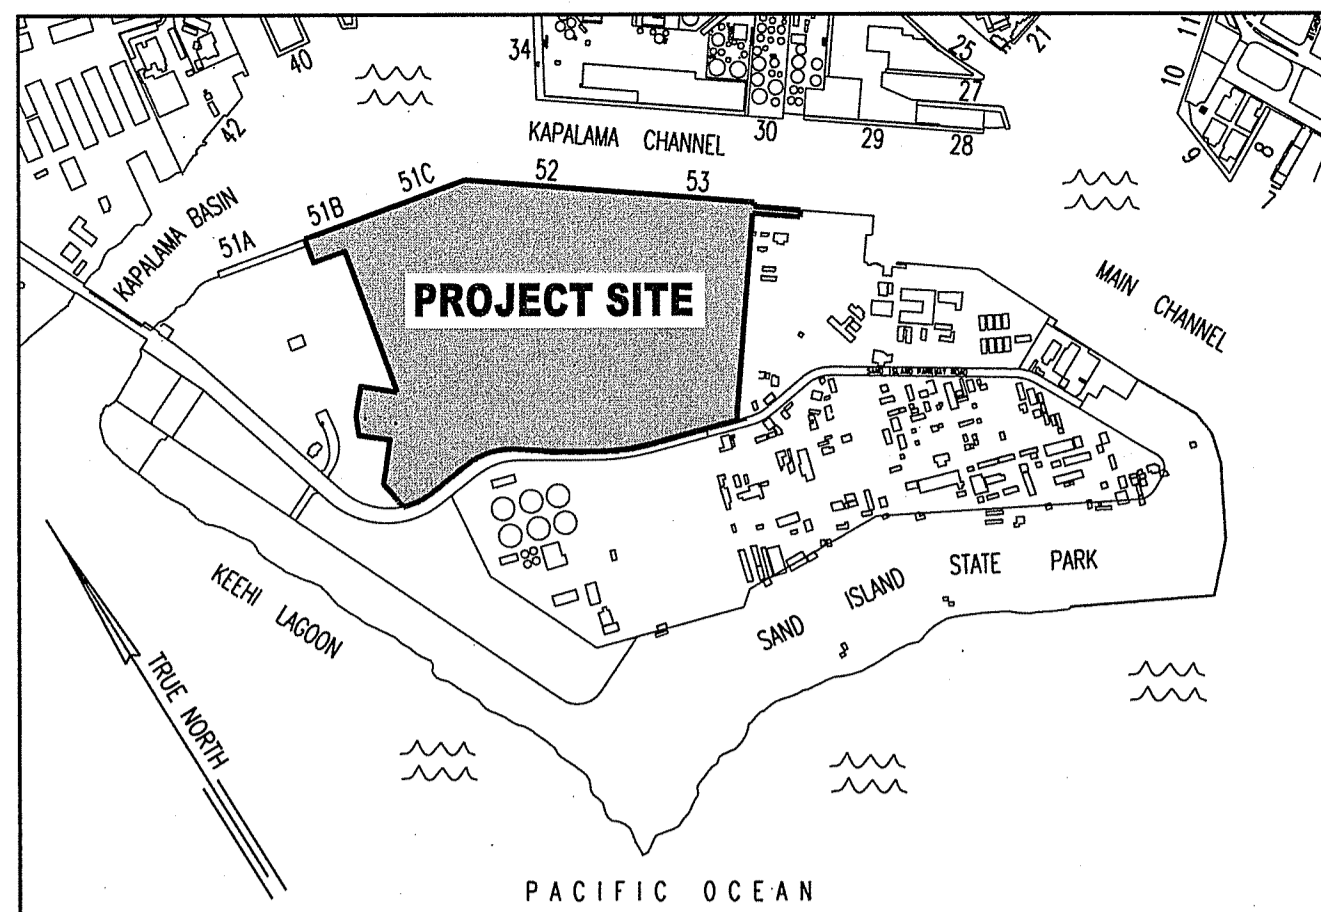 34
40
42
25
21
27
11
10
9
8
7
30
29
28
KAPALAMA CHANNEL
KAPALAMA BASIN
51A
51B
51C
52
53
PROJECT SITE
MAIN CHANNEL
SAND ISLAND PARKWAY ROAD
KEEHI LAGOON
SAND ISLAND STATE PARK
TRUE NORTH
PACIFIC OCEAN